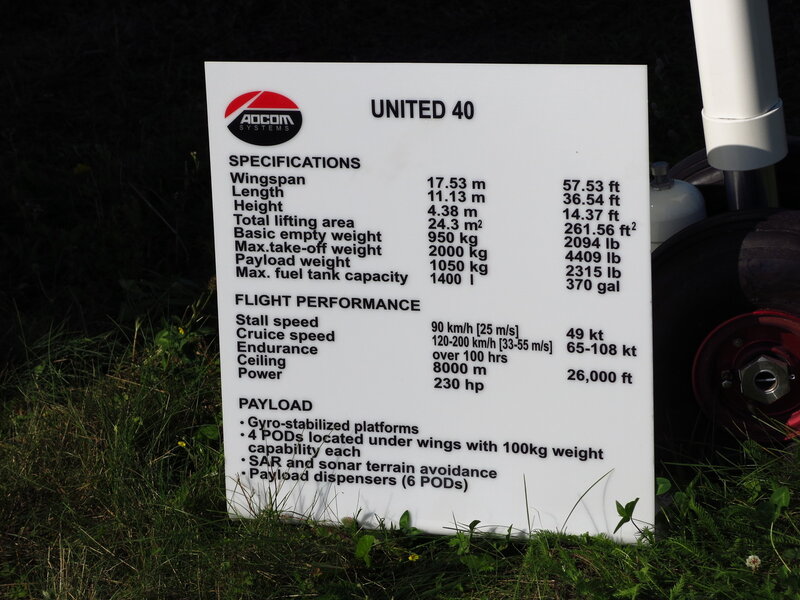 ADCOM
SYSTEMS
UNITED 40
SPECIFICATIONS
Wingspan 17.53 m 57.53 ft
Length 11.13 m 36.54 ft
Height 4.38 m 14.37 ft
Total lifting area 24.3 m² 261.56 ft²
Basic empty weight 950 kg 2094 lb
Max.take-off weight 2000 kg 4409 lb
Payload weight 1050 kg 2315 lb
Max. fuel tank capacity 1400 l 370 gal
FLIGHT PERFORMANCE
Stall speed 90 km/h [25 m/s] 49 kt
Cruice speed 120-200 km/h [33-55 m/s] 65-108 kt
Endurance over 100 hrs
Ceiling 8000 m 26,000 ft
Power 230 hp
PAYLOAD
· Gyro-stabilized platforms
· 4 PODs located under wings with 100kg weight
capability each
· SAR and sonar terrain avoidance
· Payload dispensers (6 PODs)